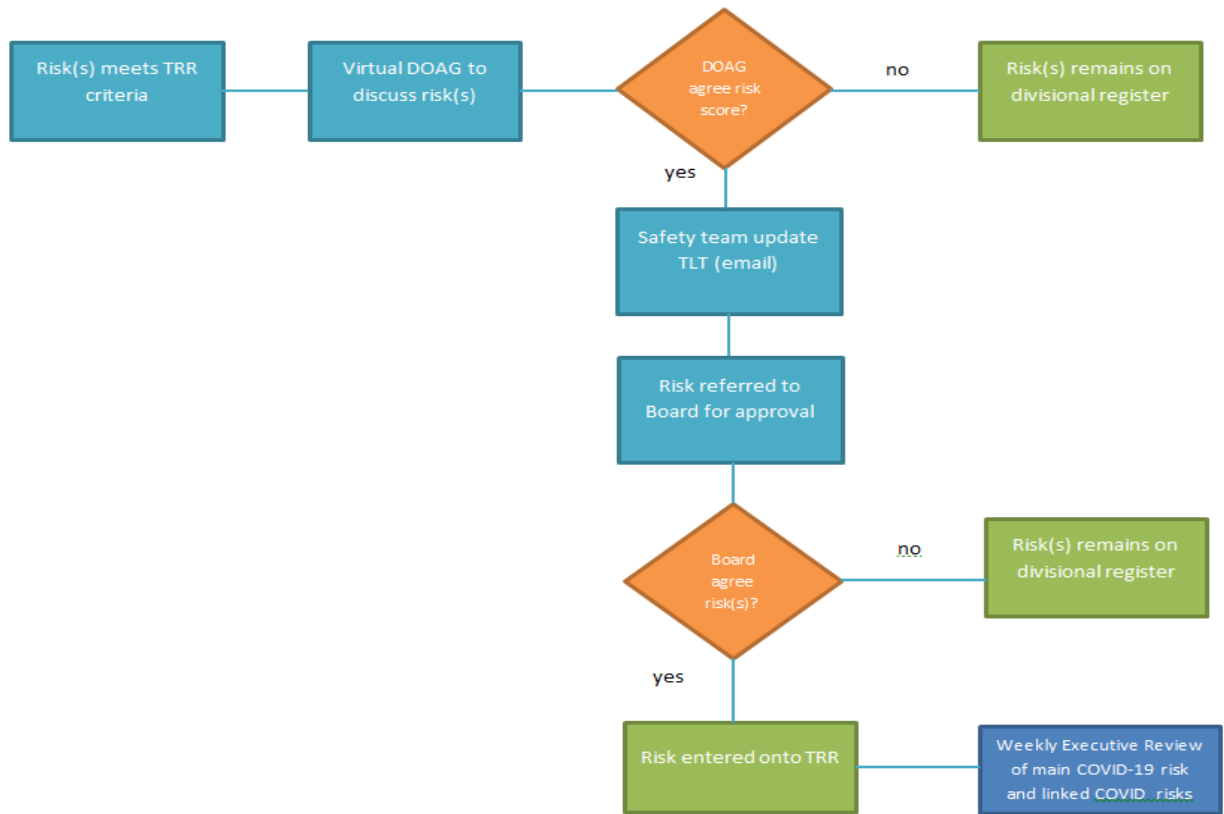 Risk(s) meets TRR
criteria
Virtual DOAG to
discuss risk(s)
DOAG
agree risk
score?
no
Risk(s) remains on
divisional register
yes
Safety team update
TLT (email)
Risk referred to
Board for approval
Board
agree
risk(s)?
no
Risk(s) remains on
divisional register
yes
Risk entered onto TRR
Weekly Executive Review
of main COVID-19 risk
and linked COVID risks